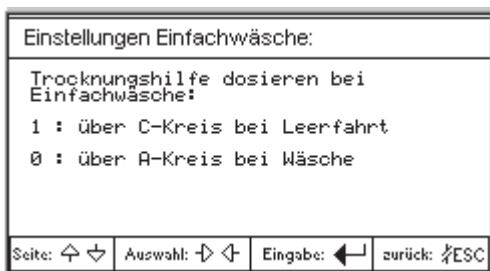 Einstellungen Einfachwäsche:
Trocknungshilfe dosieren bei
Einfachwäsche:
1 : über C-Kreis bei Leerfahrt
0 : über A-Kreis bei Wäsche
Seite: Auswahl: Eingabe: zurück: ESC